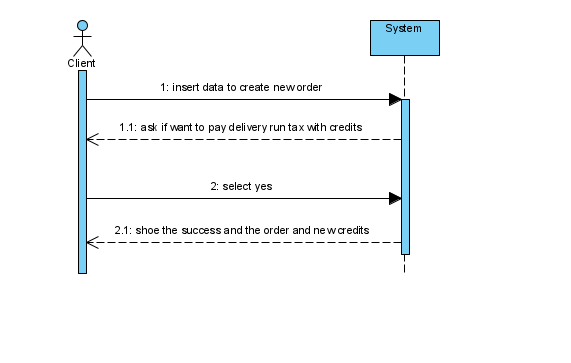 System
Client
1: insert data to create new order
1.1: ask if want to pay delivery run tax with credits
2: select yes
2.1: shoe the success and the order and new credits